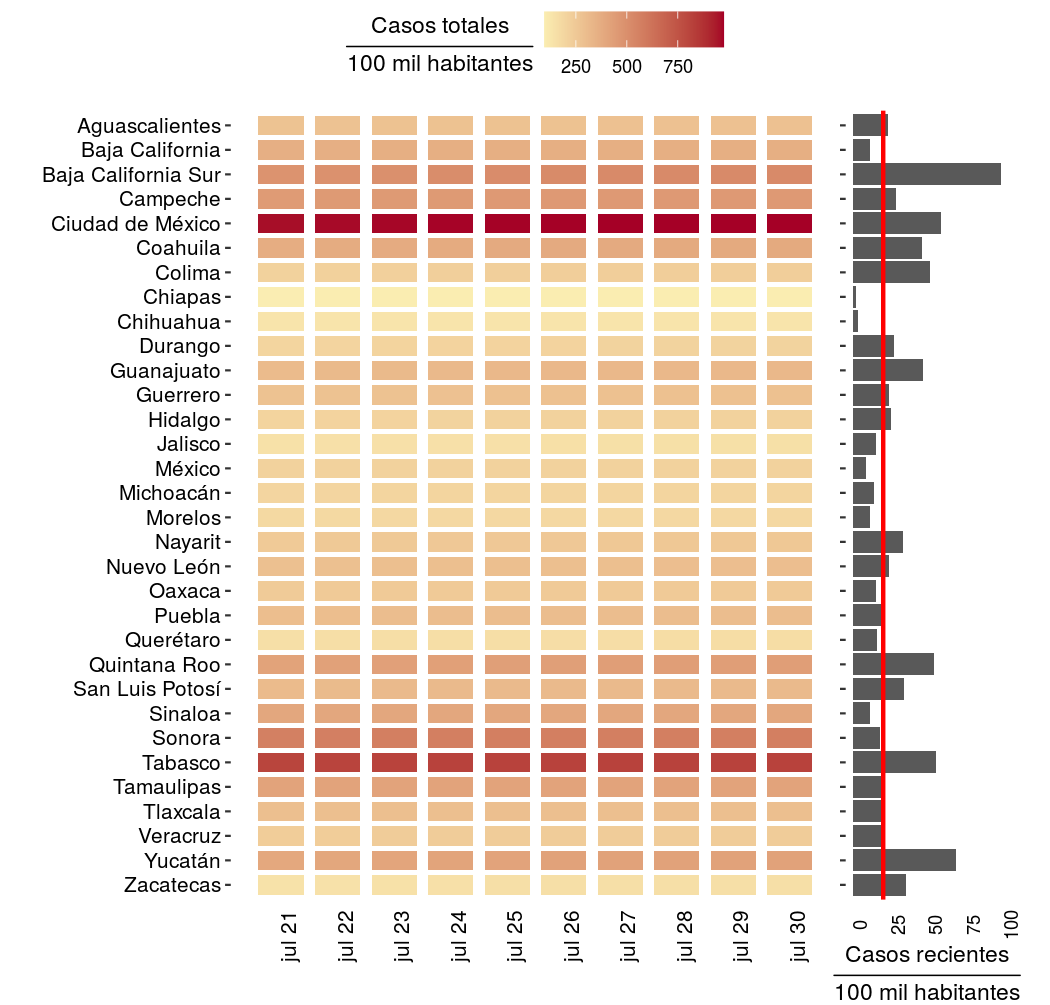 Casos totales
100 mil habitantes
250 500 750
Aguascalientes
Baja California
Baja California Sur
Campeche
Ciudad de México
Coahuila
Colima
Chiapas
Chihuahua
Durango
Guanajuato
Guerrero
Hidalgo
Jalisco
México
Michoacán
Morelos
Nayarit
Nuevo León
Oaxaca
Puebla
Querétaro
Quintana Roo
San Luis Potosí
Sinaloa
Sonora
Tabasco
Tamaulipas
Tlaxcala
Veracruz
Yucatán
Zacatecas
jul 21
jul 22
jul 23
jul 24
jul 25
jul 26
jul 27
jul 28
jul 29
jul 30
0
25
50
75
100
Casos recientes
100 mil habitantes